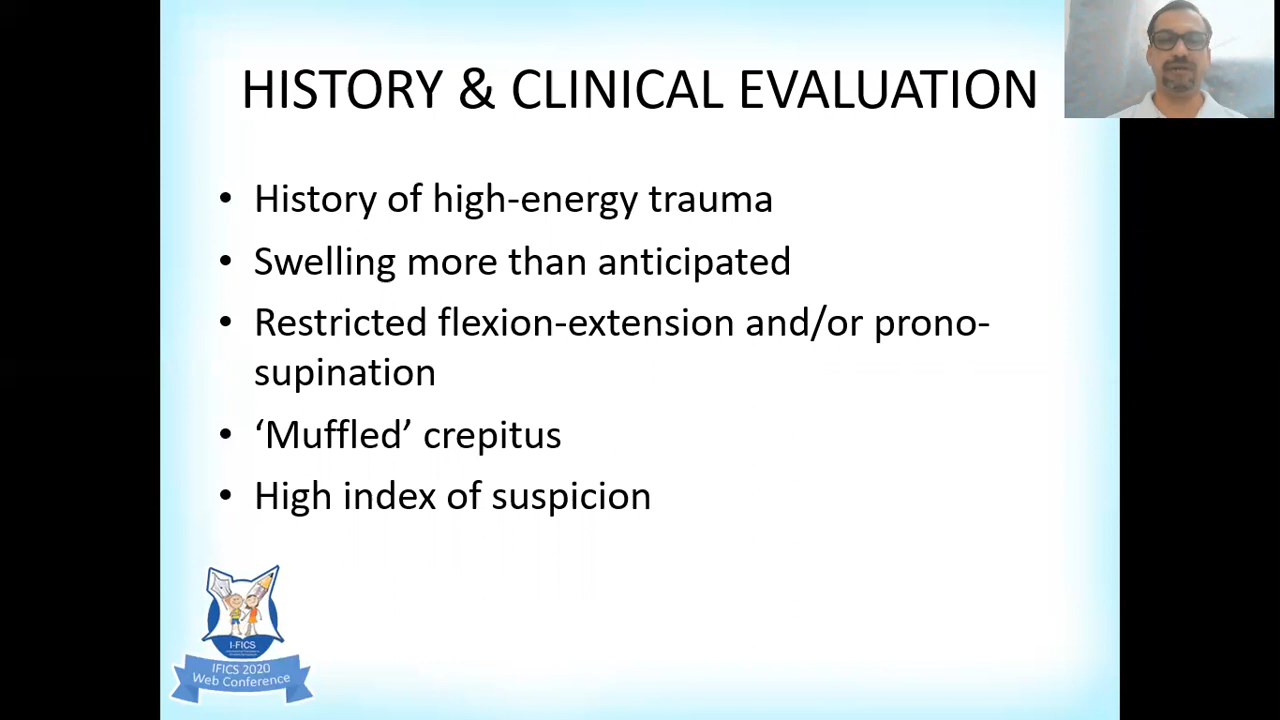 HISTORY & CLINICAL EVALUATION
• History of high-energy trauma
• Swelling more than anticipated
• Restricted flexion-extension and/or prono-
supination
• ‘Muffled’ crepitus
• High index of suspicion
I-FICS
IFICS 2020
Web Conference